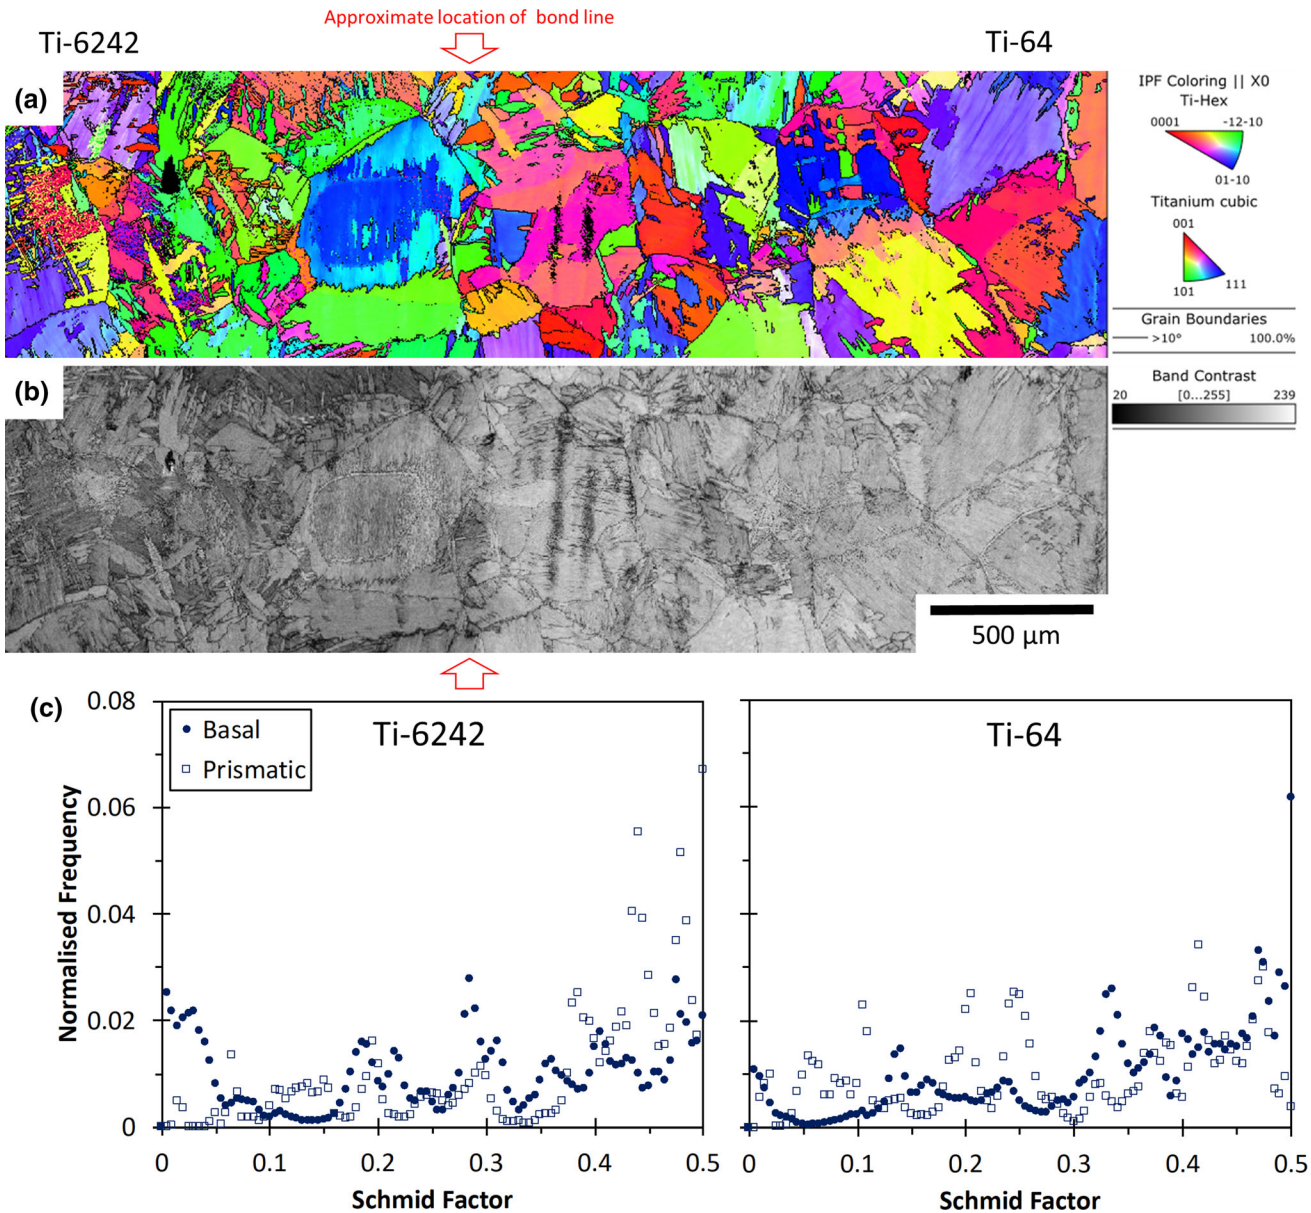 Approximate location of bond line
Ti-6242
Ti-64
(a)
IPF Coloring || X0
Ti-Hex
0001 -12-10
01-10
Titanium cubic
001
101 111
Grain Boundaries
>10° 100.0%
(b)
Band Contrast
20 [0...255] 239
500 µm
(c)
Ti-6242
Basal
Prismatic
Ti-64
Normalised Frequency
0.08
0.06
0.04
0.02
0
0 0.1 0.2 0.3 0.4 0.5
Schmid Factor
0 0.1 0.2 0.3 0.4 0.5
Schmid Factor